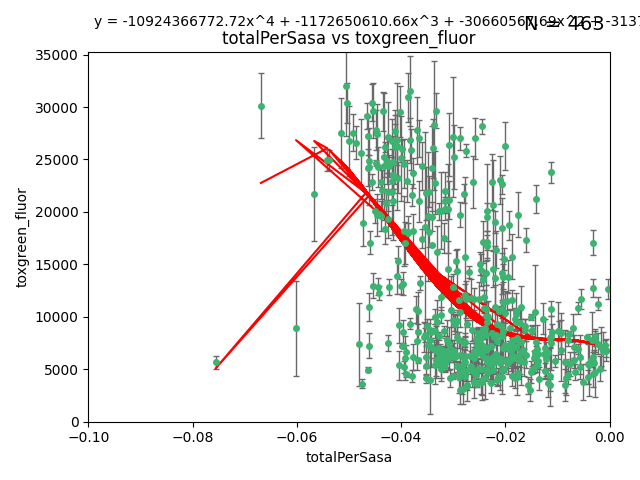 y = -10924366772.72x^4 + -1172650610.66x^3 + -3137
N = 463
totalPerSasa vs toxgreen_fluor
35000
30000
25000
20000
15000
10000
5000
0
toxgreen_fluor
−0.10 −0.08 −0.06 −0.04 −0.02 0.00
totalPerSasa